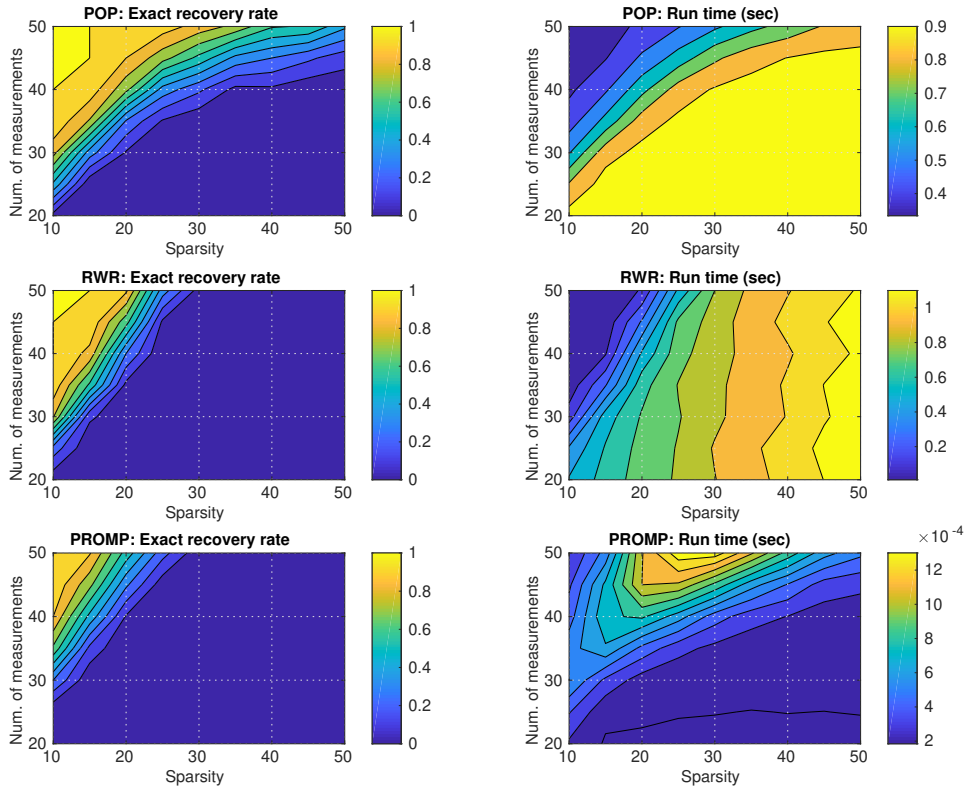 POP: Exact recovery rate
50
40
30
20
Num. of measurements
10 20 30 40 50
Sparsity
1
0.8
0.6
0.4
0.2
0
POP: Run time (sec)
50
40
30
20
Num. of measurements
10 20 30 40 50
Sparsity
0.9
0.8
0.7
0.6
0.5
0.4
RWR: Exact recovery rate
50
40
30
20
Num. of measurements
10 20 30 40 50
Sparsity
1
0.8
0.6
0.4
0.2
0
RWR: Run time (sec)
50
40
30
20
Num. of measurements
10 20 30 40 50
Sparsity
1
0.8
0.6
0.4
0.2
PROMP: Exact recovery rate
50
40
30
20
Num. of measurements
10 20 30 40 50
Sparsity
1
0.8
0.6
0.4
0.2
0
PROMP: Run time (sec)
50
40
30
20
Num. of measurements
10 20 30 40 50
Sparsity
×10⁻⁴
12
10
8
6
4
2